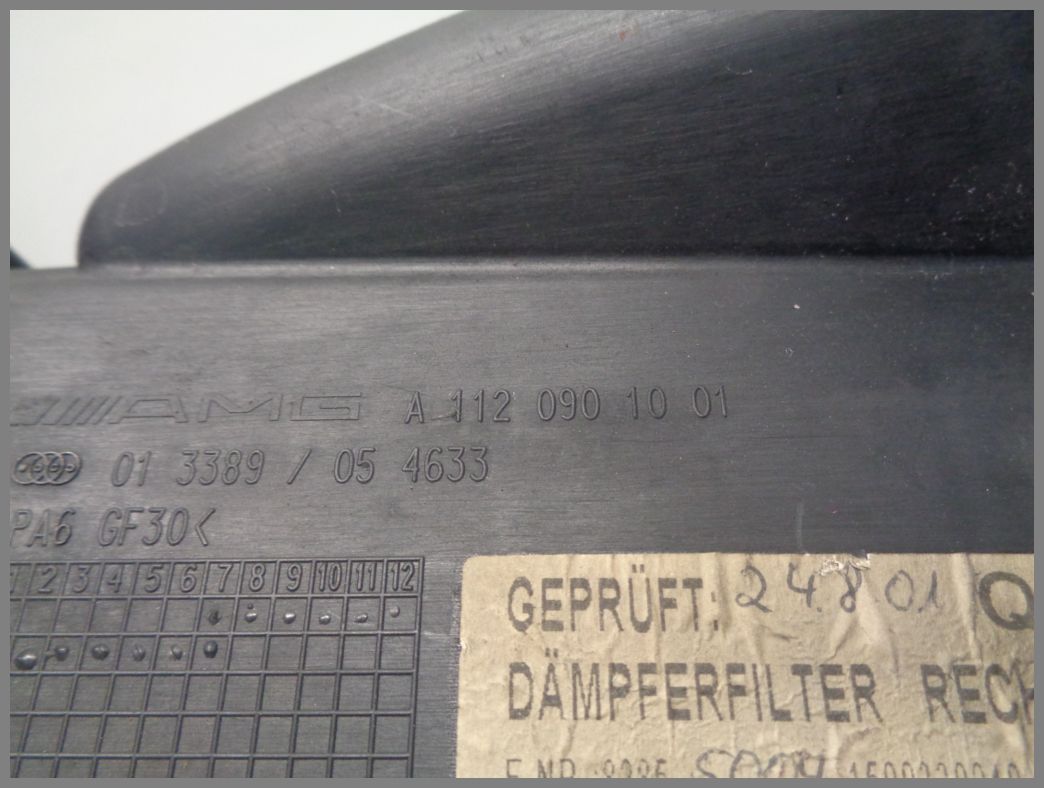 AMG A 112 090 10 01
01 3389 / 05 4633
PA6 GF30<
1 2 3 4 5 6 7 8 9 10 11 12
GEPRÜFT: 24.8.01 Q
DÄMPFERFILTER RECH